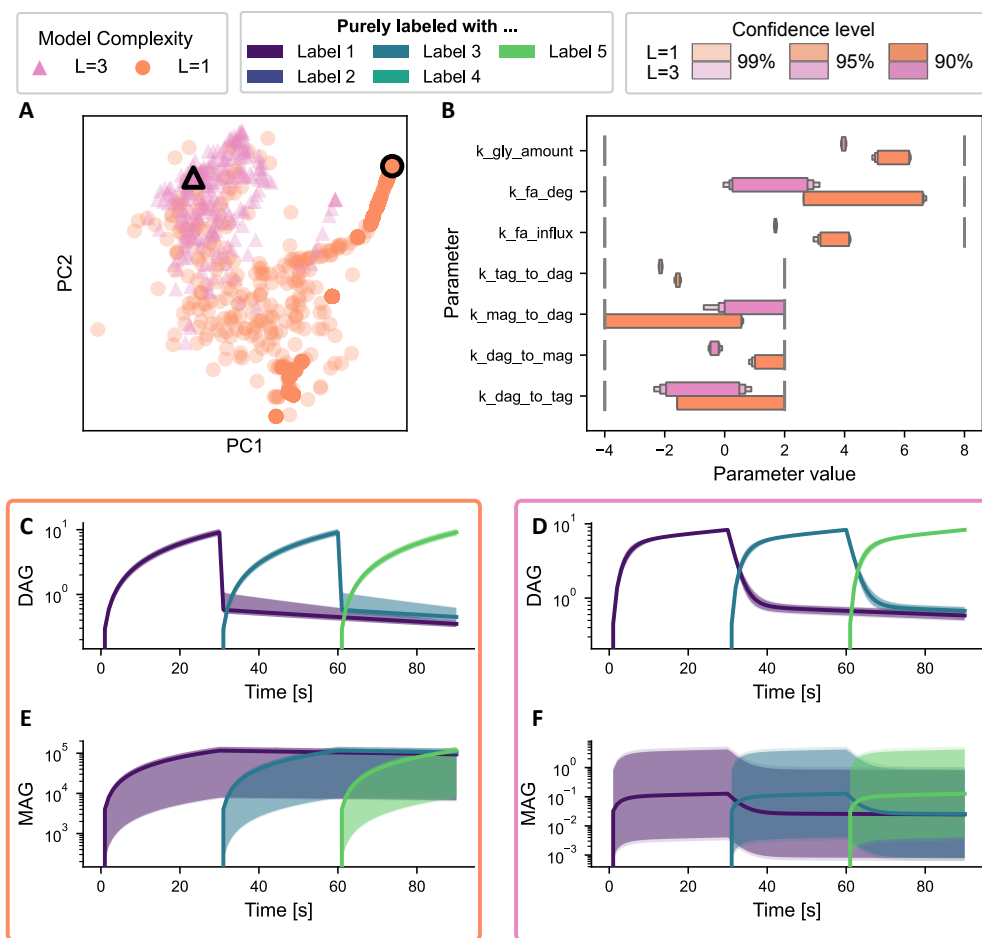 Model Complexity
L=3 L=1
Purely labeled with ...
Label 1 Label 3 Label 5
Label 2 Label 4
Confidence level
L=1
L=3
99% 95% 90%
A
PC2
PC1
B
Parameter
k_gly_amount
k_fa_deg
k_fa_influx
k_tag_to_dag
k_mag_to_dag
k_dag_to_mag
k_dag_to_tag
−4 −2 0 2 4 6 8
Parameter value
C
DAG
10^1
10^0
0 20 40 60 80
Time [s]
D
DAG
10^1
10^0
0 20 40 60 80
Time [s]
E
MAG
10^5
10^4
10^3
0 20 40 60 80
Time [s]
F
MAG
10^0
10^−1
10^−2
10^−3
0 20 40 60 80
Time [s]